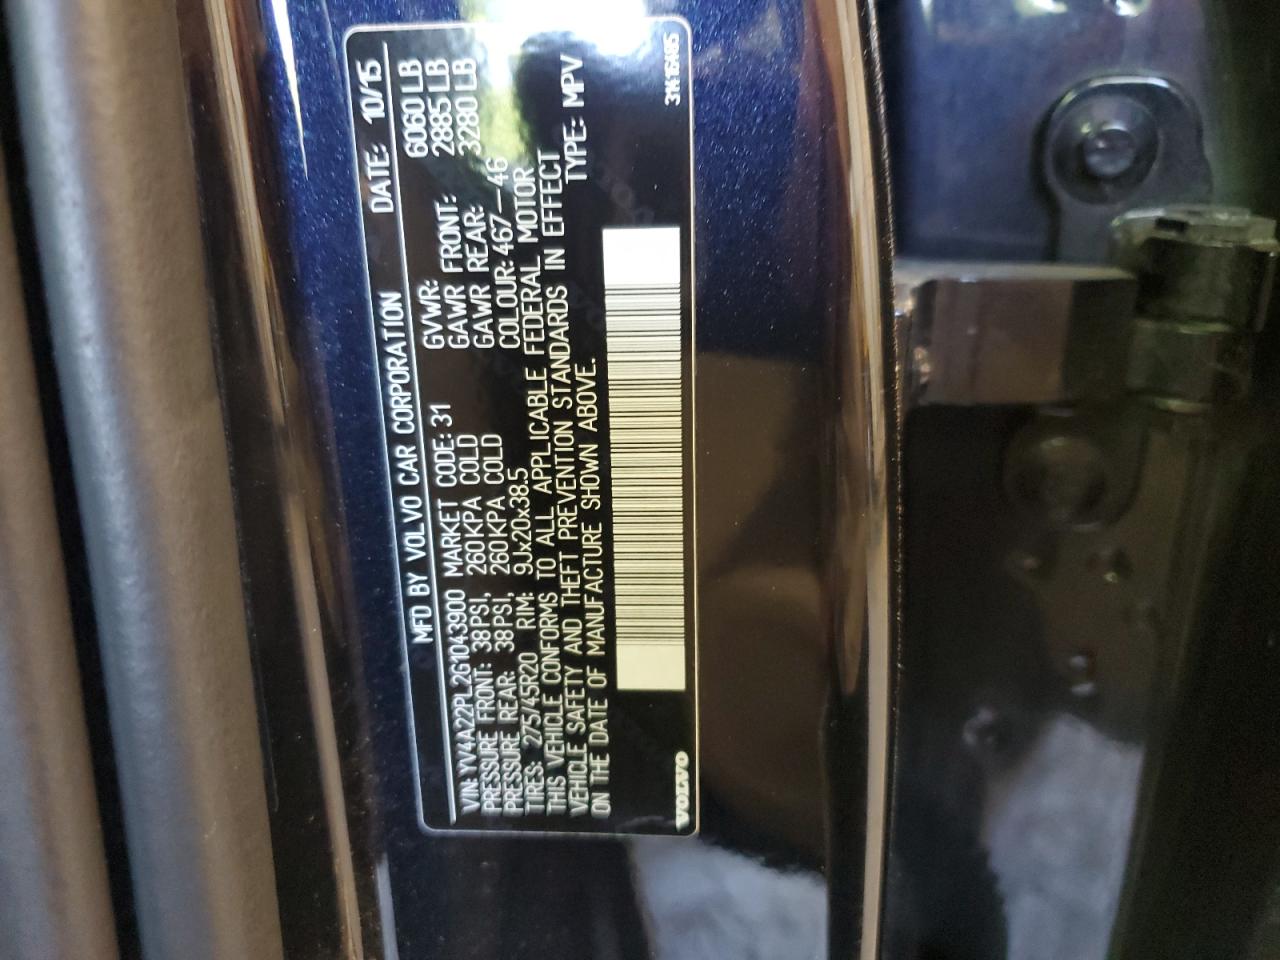 MFD BY VOLVO CAR CORPORATION DATE: 10/15
VIN: YV4A22PL2G1043900 MARKET CODE: 31 GVWR: 6060 LB
PRESSURE FRONT: 38PSI, 260KPA COLD GAWR FRONT: 2885 LB
PRESSURE REAR: 38PSI, 260KPA COLD GAWR REAR: 3280 LB
TIRES: 275/45R20 RIM: 9Jx20x38.5 COLOUR: 467—46
THIS VEHICLE CONFORMS TO ALL APPLICABLE FEDERAL MOTOR
VEHICLE SAFETY AND THEFT PREVENTION STANDARDS IN EFFECT
ON THE DATE OF MANUFACTURE SHOWN ABOVE. TYPE: MPV
VOLVO 31416485